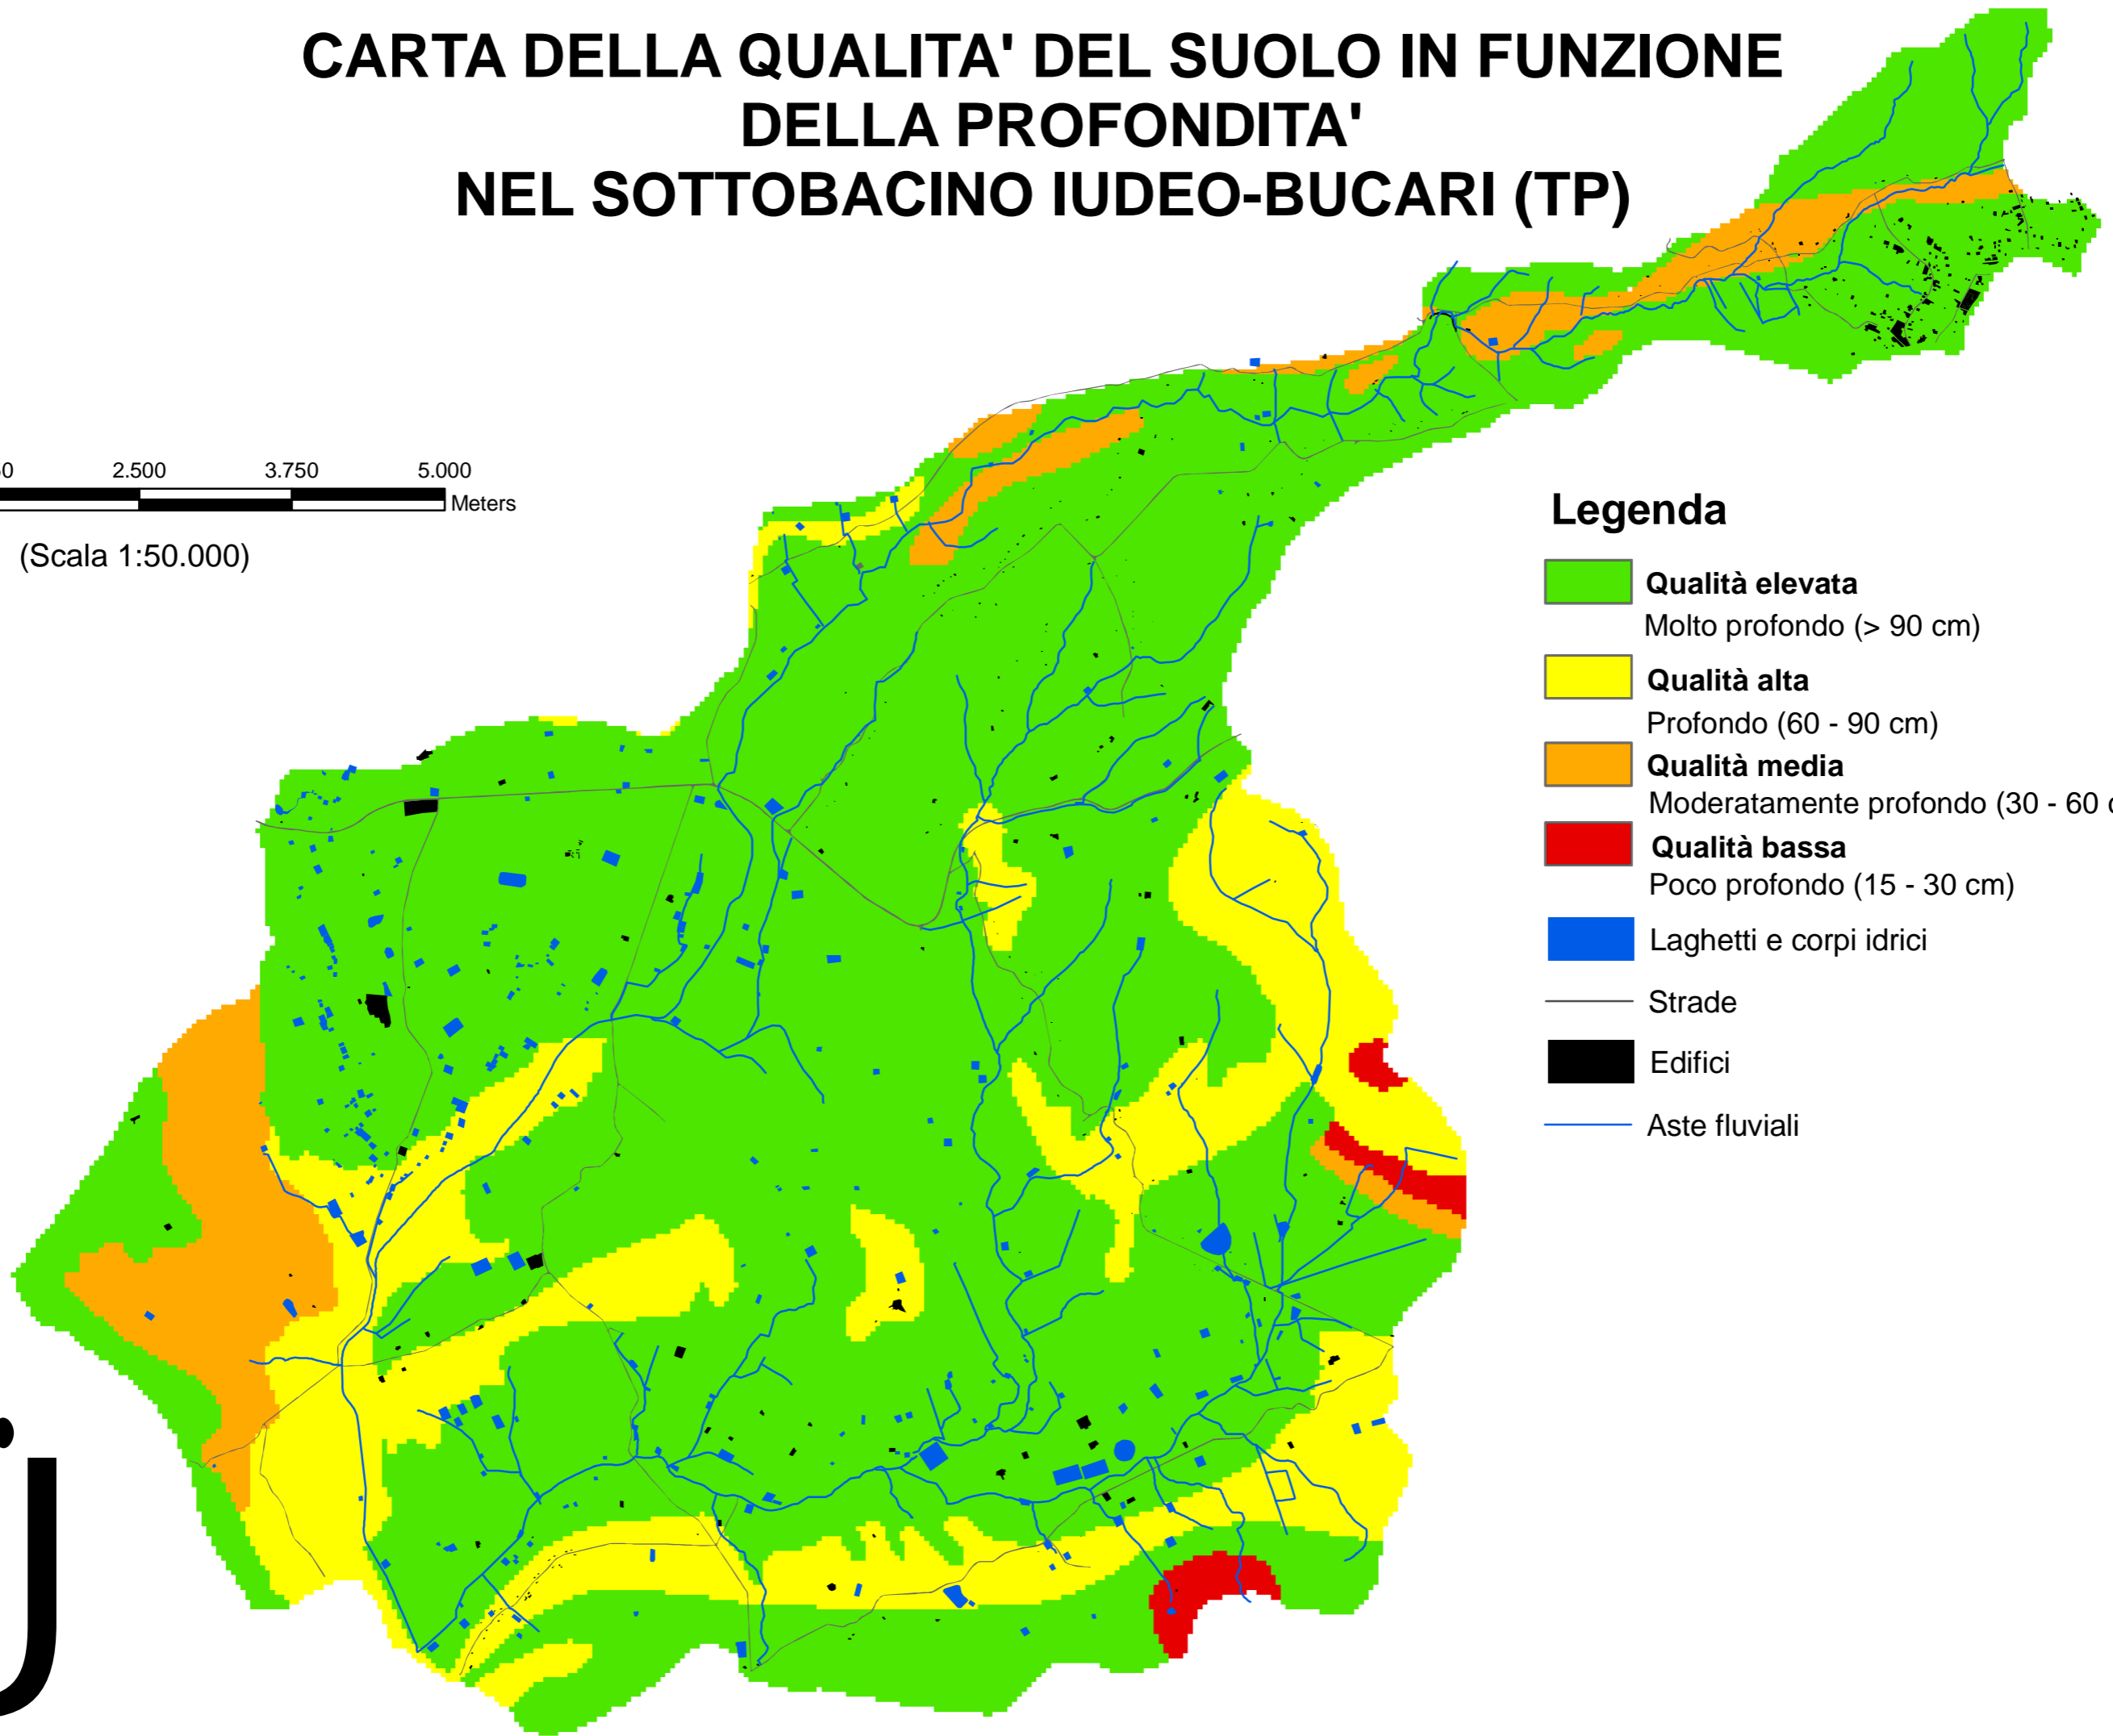 CARTA DELLA QUALITA' DEL SUOLO IN FUNZIONE
DELLA PROFONDITA'
NEL SOTTOBACINO IUDEO-BUCARI (TP)
2.500 3.750 5.000
Meters
(Scala 1:50.000)
Legenda
Qualità elevata
Molto profondo (> 90 cm)
Qualità alta
Profondo (60 - 90 cm)
Qualità media
Moderatamente profondo (30 - 60 c
Qualità bassa
Poco profondo (15 - 30 cm)
Laghetti e corpi idrici
Strade
Edifici
Aste fluviali
j